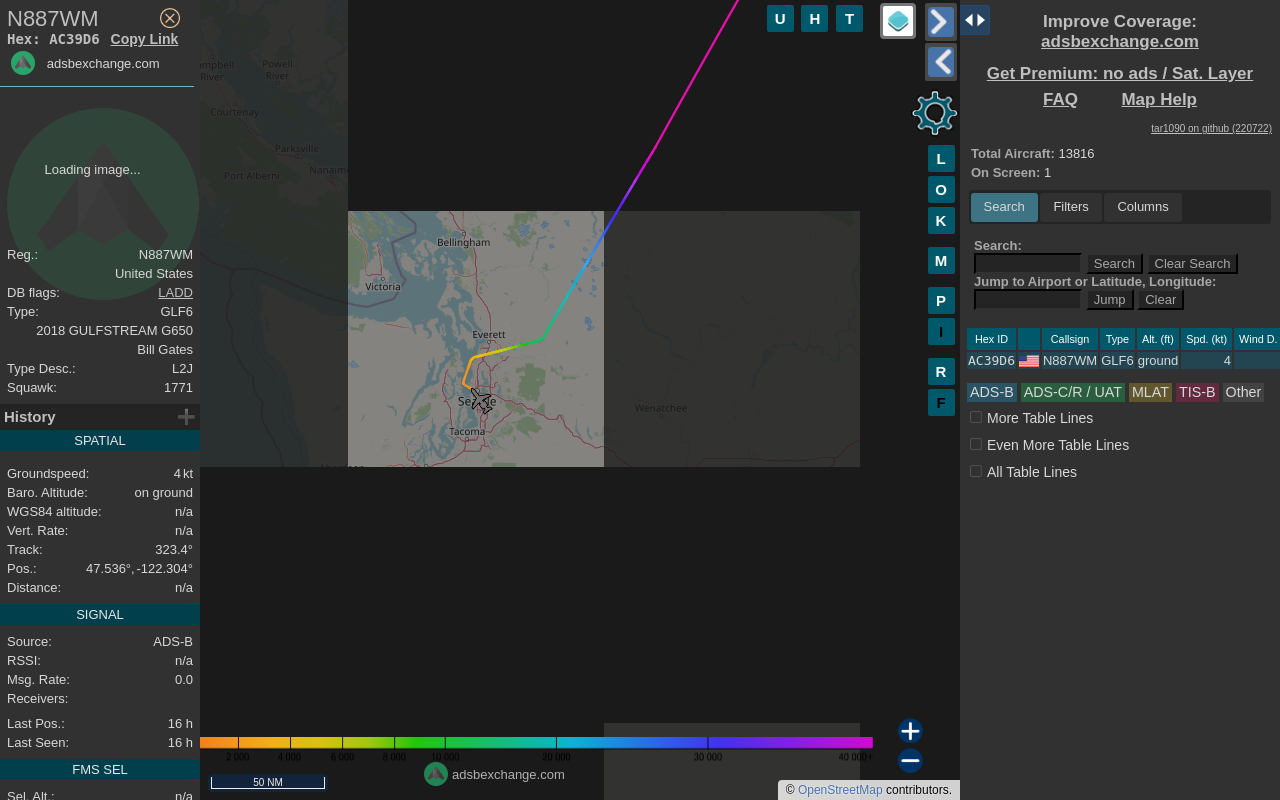 N887WM
Hex: AC39D6 Copy Link
adsbexchange.com
Loading image...
Reg.: N887WM
United States
DB flags: LADD
Type: GLF6
2018 GULFSTREAM G650
Bill Gates
Type Desc.: L2J
Squawk: 1771
History
SPATIAL
Groundspeed: 4 kt
Baro. Altitude: on ground
WGS84 altitude: n/a
Vert. Rate: n/a
Track: 323.4°
Pos.: 47.536°, -122.304°
Distance: n/a
SIGNAL
Source: ADS-B
RSSI: n/a
Msg. Rate: 0.0
Receivers:
Last Pos.: 16 h
Last Seen: 16 h
FMS SEL
Sel. Alt.: n/a
Powell
River
River
Courtenay
Parksville
Port Alberni
Bellingham
Victoria
Everett
Tacoma
Wenatchee
U H T
L
O
K
M
P
I
R
F
2 000 4 000 6 000 8 000 10 000 20 000 30 000 40 000+
50 NM
adsbexchange.com
© OpenStreetMap contributors.
Improve Coverage:
adsbexchange.com
Get Premium: no ads / Sat. Layer
FAQ Map Help
tar1090 on github (220722)
Total Aircraft: 13816
On Screen: 1
Search Filters Columns
Search:
Search Clear Search
Jump to Airport or Latitude, Longitude:
Jump Clear
Hex ID Callsign Type Alt. (ft) Spd. (kt) Wind D.
AC39D6 N887WM GLF6 ground 4
ADS-B ADS-C/R / UAT MLAT TIS-B Other
More Table Lines
Even More Table Lines
All Table Lines